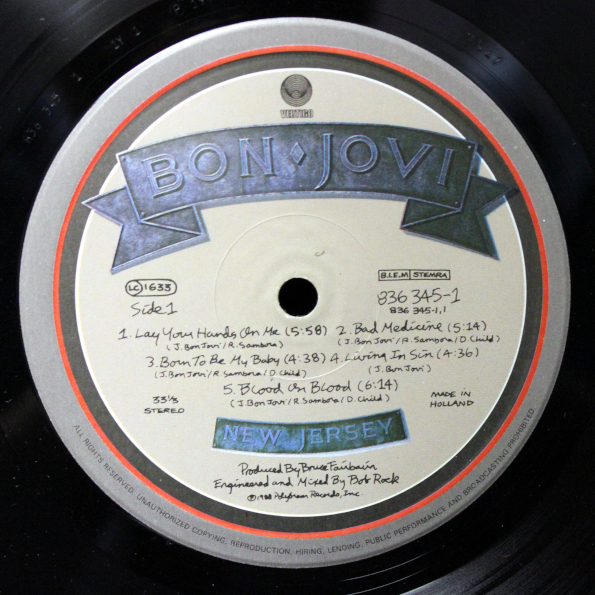 VERTIGO
BON♦JOVI
LC 1633
B.I.E.M STEMRA
Side 1
836 345-1
836 345-1.1
1. Lay Your Hands On Me (5:58) 2. Bad Medicine (5:14)
(J. Bon Jovi/R. Sambora) (J. Bon Jovi/R. Sambora/D. Child)
3. Born To Be My Baby (4:38) 4. Living In Sin (4:36)
(J. Bon Jovi/R. Sambora/D. Child) (J. Bon Jovi)
5. Blood On Blood (6:14)
(J. Bon Jovi/R. Sambora/D. Child)
33⅓
STEREO
MADE IN
HOLLAND
NEW JERSEY
Produced By Bruce Fairbairn
Engineered and Mixed By Bob Rock
℗1988 Polygram Records, Inc.
ALL RIGHTS RESERVED. UNAUTHORIZED COPYING, REPRODUCTION, HIRING, LENDING, PUBLIC PERFORMANCE AND BROADCASTING PROHIBITED.